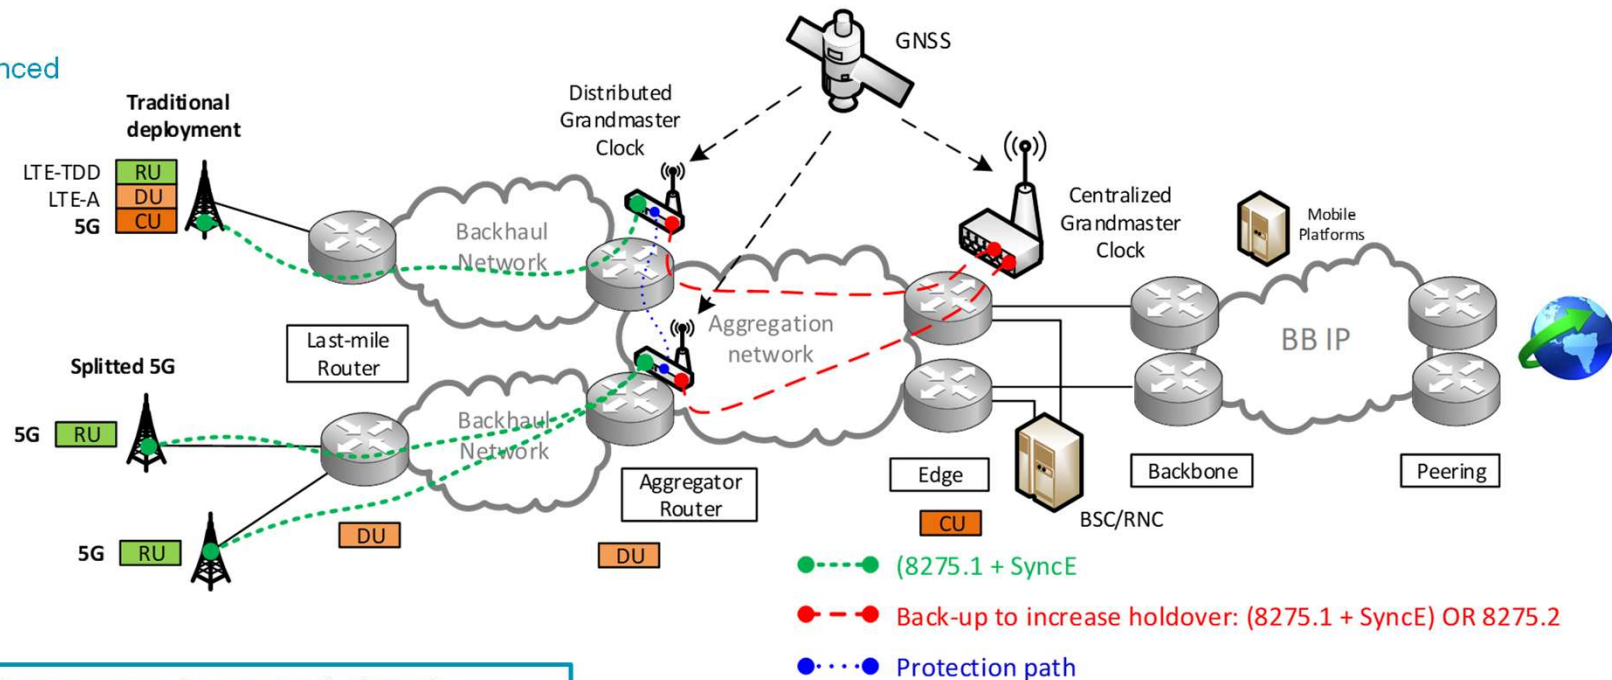 nced
GNSS
Traditional
deployment
Distributed
Grandmaster
Clock
LTE-TDD
RU
LTE-A
DU
5G
CU
Centralized
Grandmaster
Clock
Mobile
Platforms
Backhaul
Network
Aggregation
network
BB IP
Last-mile
Router
Splitted 5G
5G
RU
Backhaul
Network
Aggregator
Router
Edge
Backbone
Peering
CU
BSC/RNC
DU
5G
RU
DU
(8275.1 + SyncE
Back-up to increase holdover: (8275.1 + SyncE) OR 8275.2
Protection path